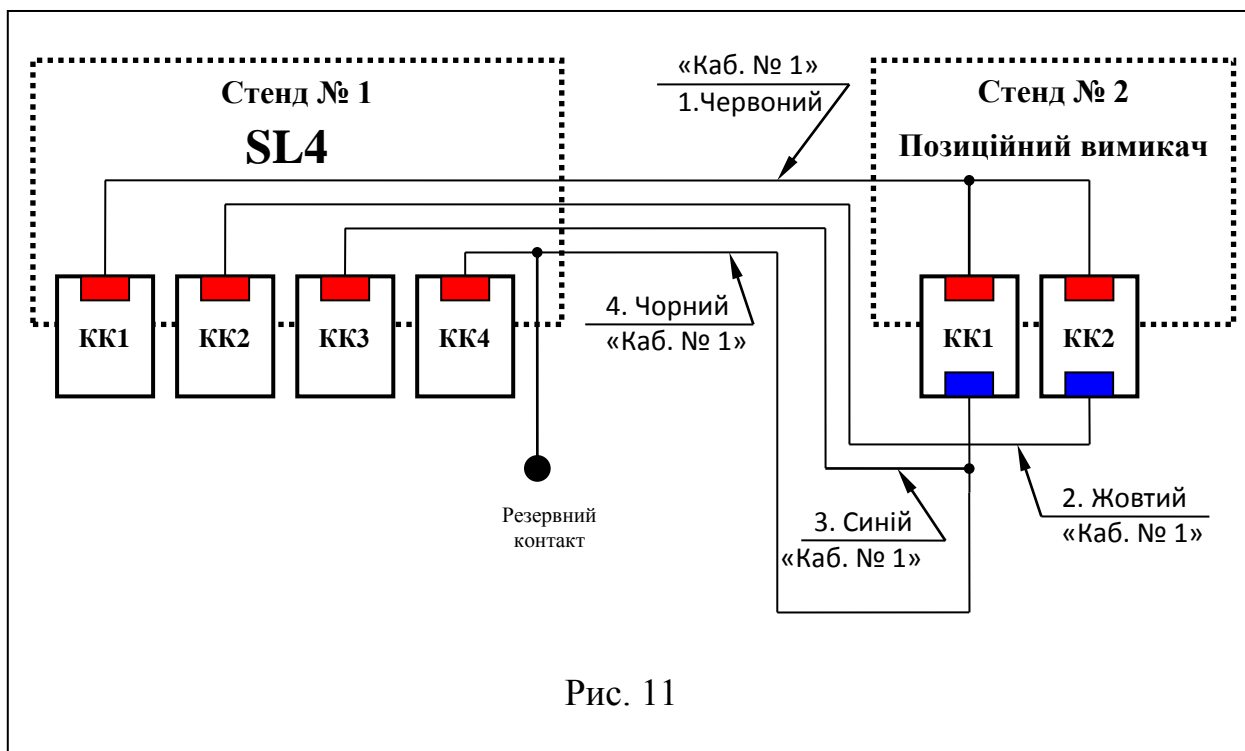 «Каб. № 1»
1.Червоний
Стенд № 1
SL4
Стенд № 2
Позиційний вимикач
КК1
КК2
КК3
КК4
4. Чорний
«Каб. № 1»
КК1
КК2
Резервний
контакт
3. Синій
«Каб. № 1»
2. Жовтий
«Каб. № 1»
Рис. 11